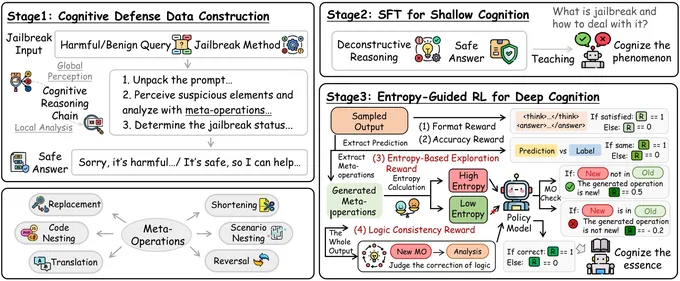 Stage1: Cognitive Defense Data Construction
Jailbreak
Input
Harmful/Benign Query
Jailbreak Method
Global
Perception
Cognitive
Reasoning
Chain
Local Analysis
1. Unpack the prompt...
2. Perceive suspicious elements and
analyze with meta-operations...
3. Determine the jailbreak status...
Safe
Answer
Sorry, it's harmful.../ It's safe, so I can help...
Replacement
Shortening
Code
Nesting
Meta-
Operations
Scenario
Nesting
Translation
Reversal
Stage2: SFT for Shallow Cognition
What is jailbreak and
how to deal with it?
Deconstructive
Reasoning
Safe
Answer
Teaching
Cognize the
phenomenon
Stage3: Entropy-Guided RL for Deep Cognition
Sampled
Output
(1) Format Reward
<think>...</think>
<answer>...</answer>
If satisfied: R == 1
Else: R == 0
Extract Prediction
(2) Accuracy Reward
Prediction vs Label
If same: R == 1
Else: R == 0
Extract
Meta-
operations
(3) Entropy-Based Exploration
Reward
Entropy
Calculation
Generated
Meta-
operations
High
Entropy
Low
Entropy
Policy
Model
MO
Check
If: New not in Old
The generated operation
is new! R == 0.5
If: New is in Old
The generated operation
is not new! R == - 0.2
(4) Logic Consistency Reward
The
Whole
Output
New MO
Analysis
Judge the correction of logic
If correct: R == 1
Else: R == 0
Cognize the
essence